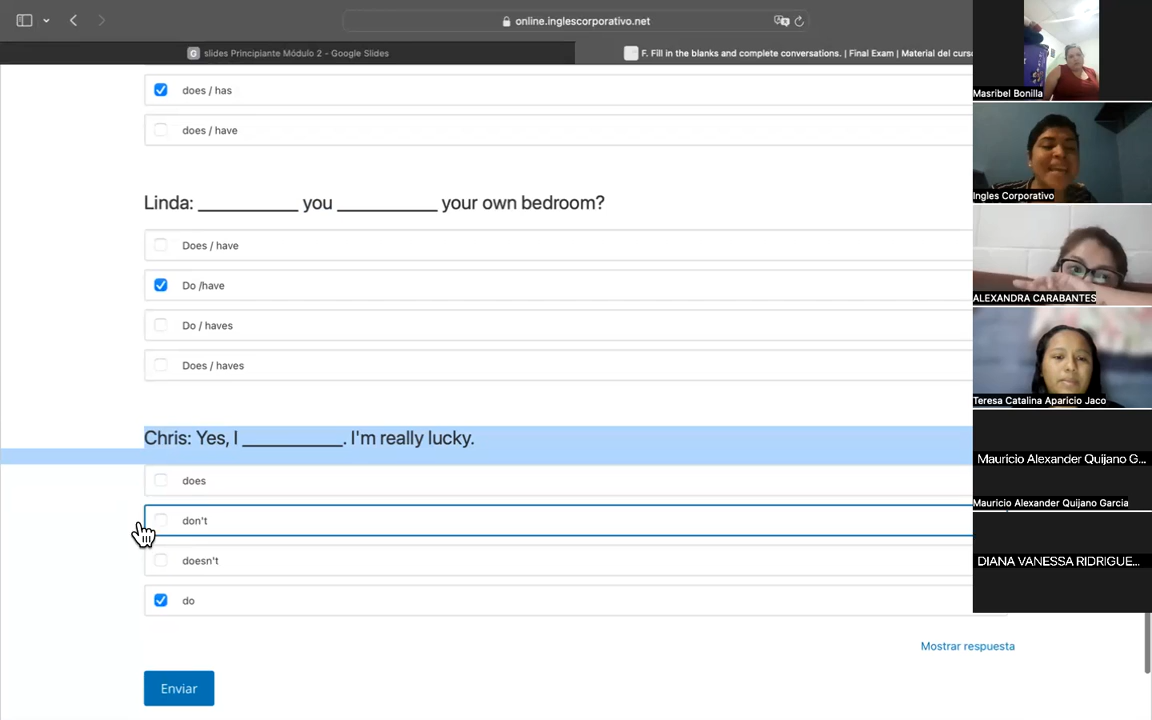 online.inglescorporativo.net
slides Principiante Módulo 2 - Google Slides
F. Fill in the blanks and complete conversations. | Final Exam | Material del curso
does / has
does / have
Linda: __________ you __________ your own bedroom?
Does / have
Do /have
Do / haves
Does / haves
Chris: Yes, I __________. I'm really lucky.
does
don't
doesn't
do
Mostrar respuesta
Enviar
Masribel Bonilla
Ingles Corporativo
ALEXANDRA CARABANTES
Teresa Catalina Aparicio Jaco
Mauricio Alexander Quijano G...
Mauricio Alexander Quijano Garcia
DIANA VANESSA RIDRIGUE...